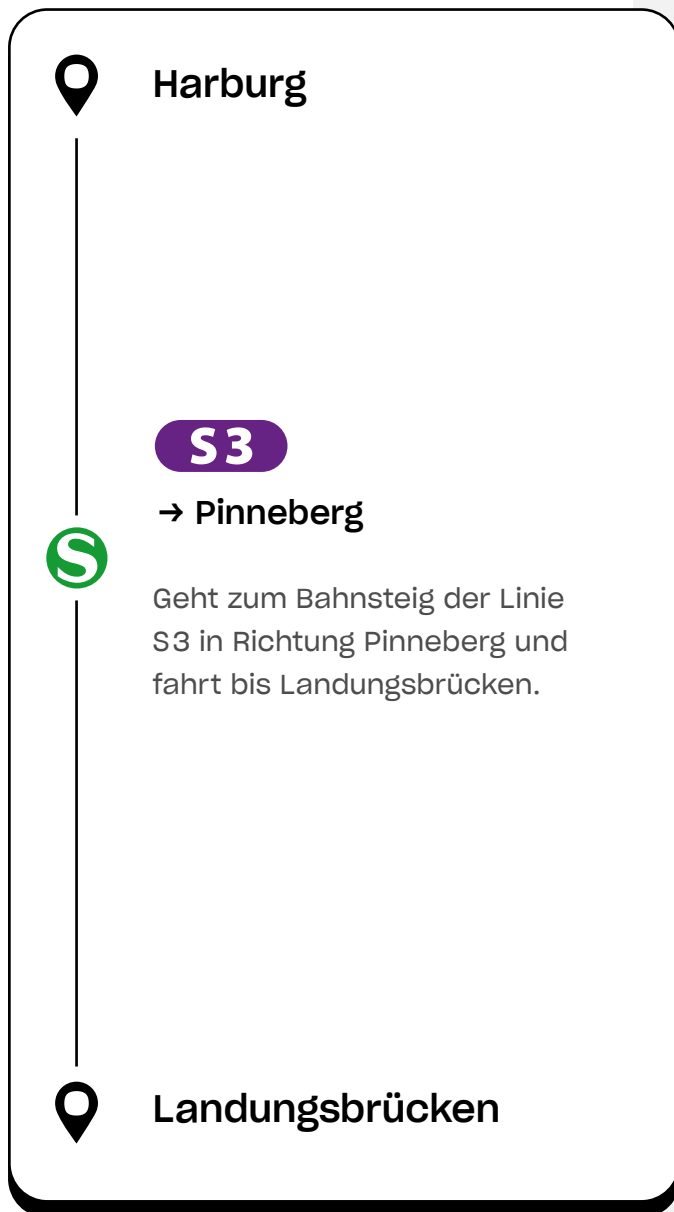 Harburg
S3
→ Pinneberg
S
Geht zum Bahnsteig der Linie
S3 in Richtung Pinneberg und
fahrt bis Landungsbrücken.
Landungsbrücken